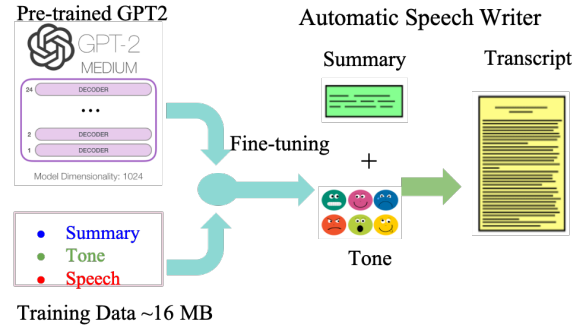 Pre-trained GPT2
GPT-2
MEDIUM
24 DECODER
...
2 DECODER
1 DECODER
Model Dimensionality: 1024
Summary
Tone
Speech
Training Data ~16 MB
Fine-tuning
Automatic Speech Writer
Summary
+
Tone
Transcript